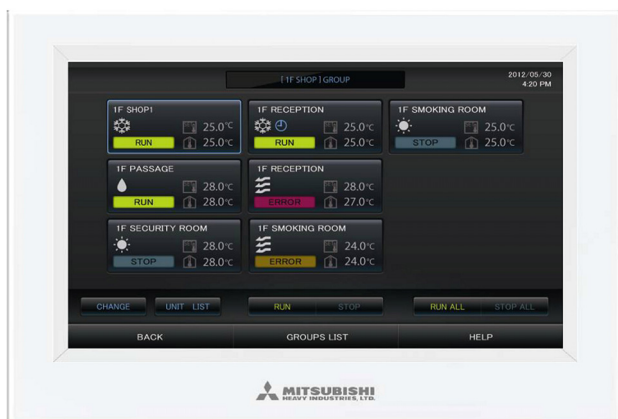 [ 1F SHOP ] GROUP
2012/05/30
4:20 PM
1F SHOP1
25.0°C
RUN
25.0°C
1F RECEPTION
25.0°C
RUN
25.0°C
1F SMOKING ROOM
25.0°C
STOP
25.0°C
1F PASSAGE
28.0°C
RUN
28.0°C
1F RECEPTION
28.0°C
ERROR
27.0°C
1F SECURITY ROOM
28.0°C
STOP
28.0°C
1F SMOKING ROOM
24.0°C
ERROR
24.0°C
CHANGE UNIT LIST RUN STOP RUN ALL STOP ALL
BACK GROUPS LIST HELP
MITSUBISHI
HEAVY INDUSTRIES, LTD.